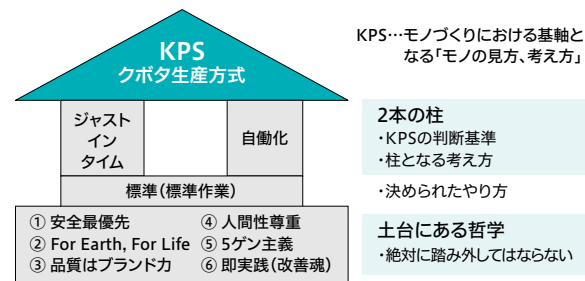 KPS
クボタ生産方式
KPS…モノづくりにおける基軸と
なる「モノの見方、考え方」
ジャスト
イン
タイム
自働化
2本の柱
・KPSの判断基準
・柱となる考え方
標準（標準作業）
・決められたやり方
① 安全最優先
② For Earth, For Life
③ 品質はブランド力
④ 人間性尊重
⑤ 5ゲン主義
⑥ 即実践（改善魂）
土台にある哲学
・絶対に踏み外してはならない